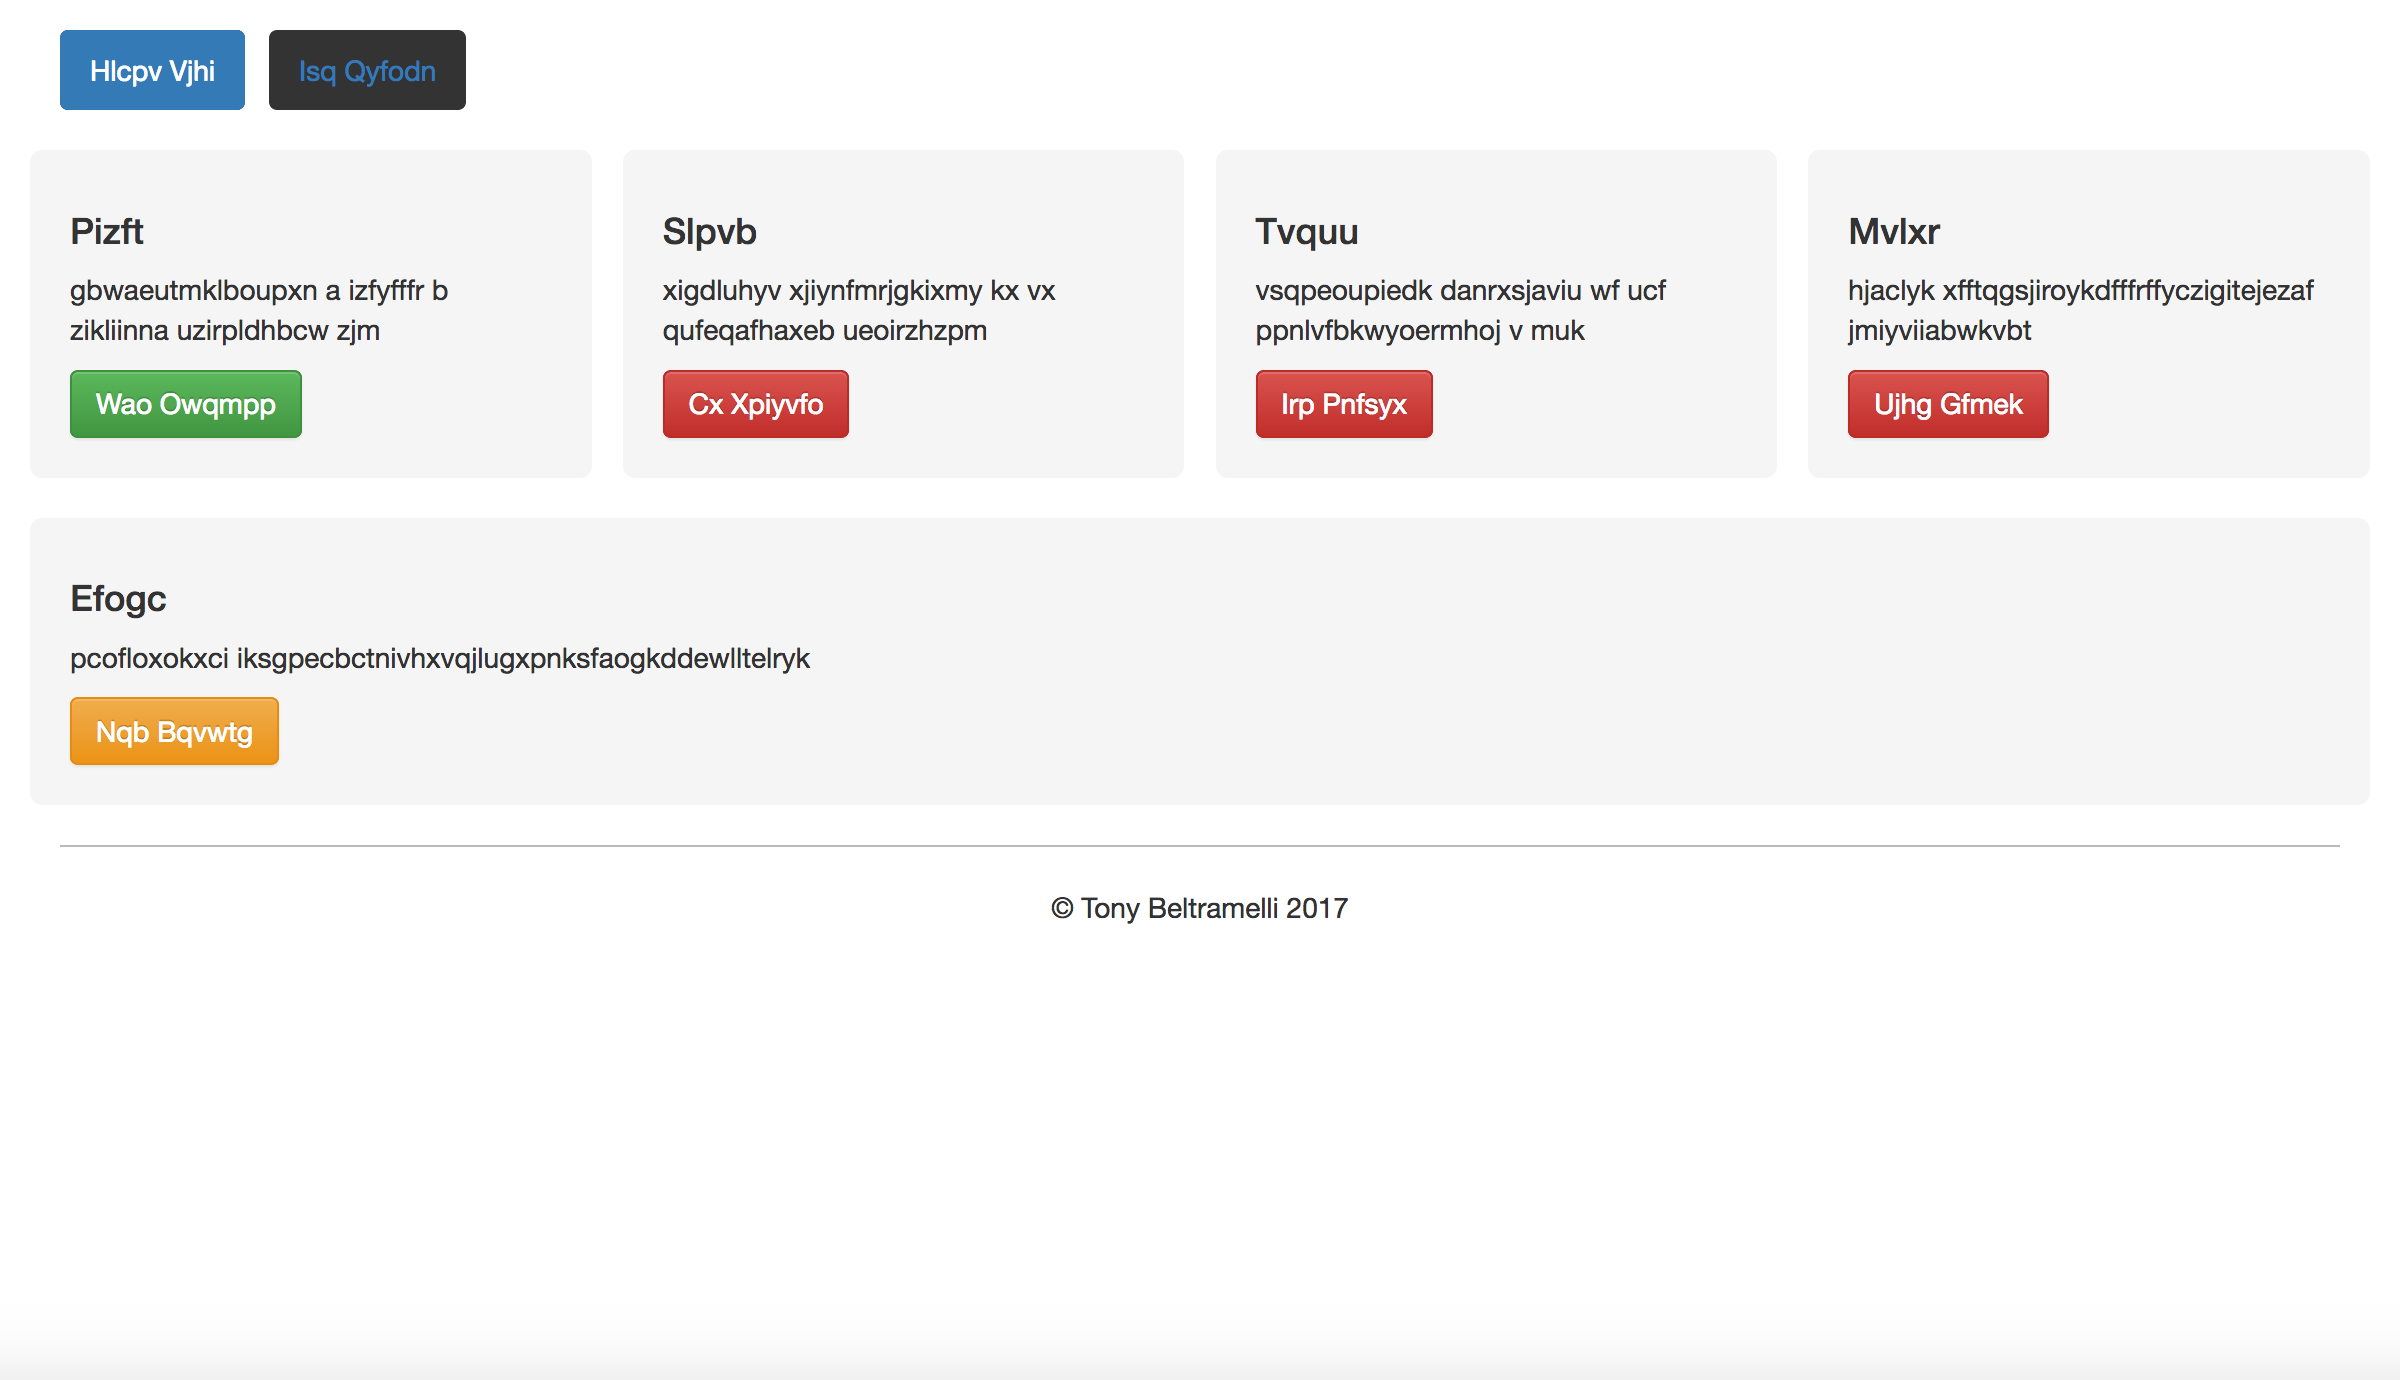 Hlcpv Vjhi
Isq Qyfodn
Pizft
gbwaeutmklboupxn a izfyfffr b
zikliinna uzirpldhbcw zjm
Wao Owqmpp
Slpvb
xigdluhyv xjiynfmrjgkixmy kx vx
qufeqafhaxeb ueoirzhzpm
Cx Xpiyvfo
Tvquu
vsqpeoupiedk danrxsjaviu wf ucf
ppnlvfbkwyoermhoj v muk
Irp Pnfsyx
Mvlxr
hjaclyk xfftqgsjiroykdfffrffyczigitejezaf
jmiyviiabwkvbt
Ujhg Gfmek
Efogc
pcofloxokxci iksgpecbctnivhxvqjlugxpnksfaogkddewlltelryk
Nqb Bqvwtg
© Tony Beltramelli 2017